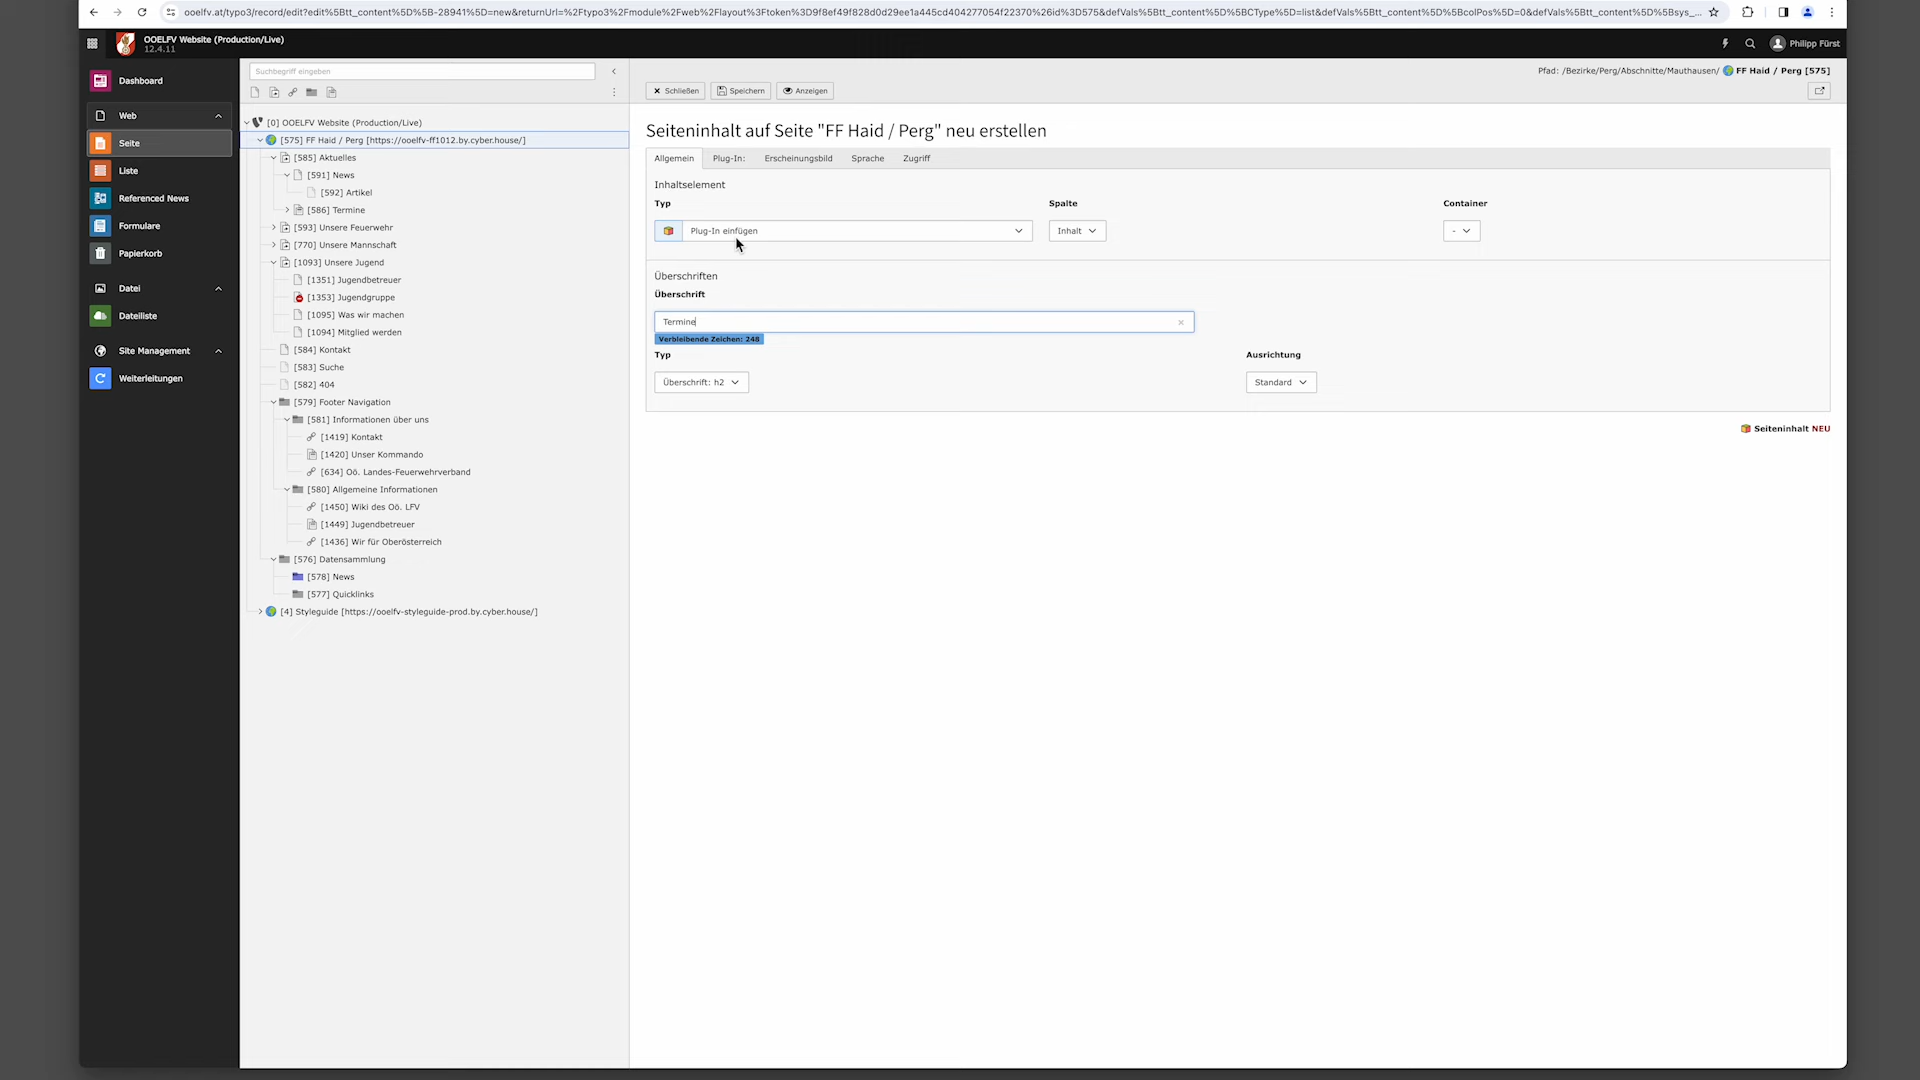 ooelfv.at/typo3/record/edit?edit%5Btt_content%5D%5B-28941%5D=new&returnUrl=%2Ftypo3%2Fmodule%2Fweb%2Flayout%3Ftoken%3D9f8ef49f828d0d29ee1a445cd404277054f22370%26id%3D575&defVals%5Btt_content%5D%5BCType%5D=list&defVals%5Btt_content%5D%5BcolPos%5D=0&defVals%5Btt_content%5D%5Bsys_...
OOELFV Website (Production/Live)
12.4.11
Philipp Fürst
Dashboard
Web
Seite
Liste
Referenced News
Formulare
Papierkorb
Datei
Dateiliste
Site Management
Weiterleitungen
Suchbegriff eingeben
[0] OOELFV Website (Production/Live)
[575] FF Haid / Perg [https://ooelfv-ff1012.by.cyber.house/]
[585] Aktuelles
[591] News
[592] Artikel
[586] Termine
[593] Unsere Feuerwehr
[770] Unsere Mannschaft
[1093] Unsere Jugend
[1351] Jugendbetreuer
[1353] Jugendgruppe
[1095] Was wir machen
[1094] Mitglied werden
[584] Kontakt
[583] Suche
[582] 404
[579] Footer Navigation
[581] Informationen über uns
[1419] Kontakt
[1420] Unser Kommando
[634] Oö. Landes-Feuerwehrverband
[580] Allgemeine Informationen
[1450] Wiki des Oö. LFV
[1449] Jugendbetreuer
[1436] Wir für Oberösterreich
[576] Datensammlung
[578] News
[577] Quicklinks
[4] Styleguide [https://ooelfv-styleguide-prod.by.cyber.house/]
Pfad: /Bezirke/Perg/Abschnitte/Mauthausen/ FF Haid / Perg [575]
Schließen Speichern Anzeigen
Seiteninhalt auf Seite "FF Haid / Perg" neu erstellen
Allgemein Plug-In: Erscheinungsbild Sprache Zugriff
Inhaltselement
Typ Spalte Container
Plug-In einfügen Inhalt -
Überschriften
Überschrift
Termine
Verbleibende Zeichen: 248
Typ Ausrichtung
Überschrift: h2 Standard
Seiteninhalt NEU